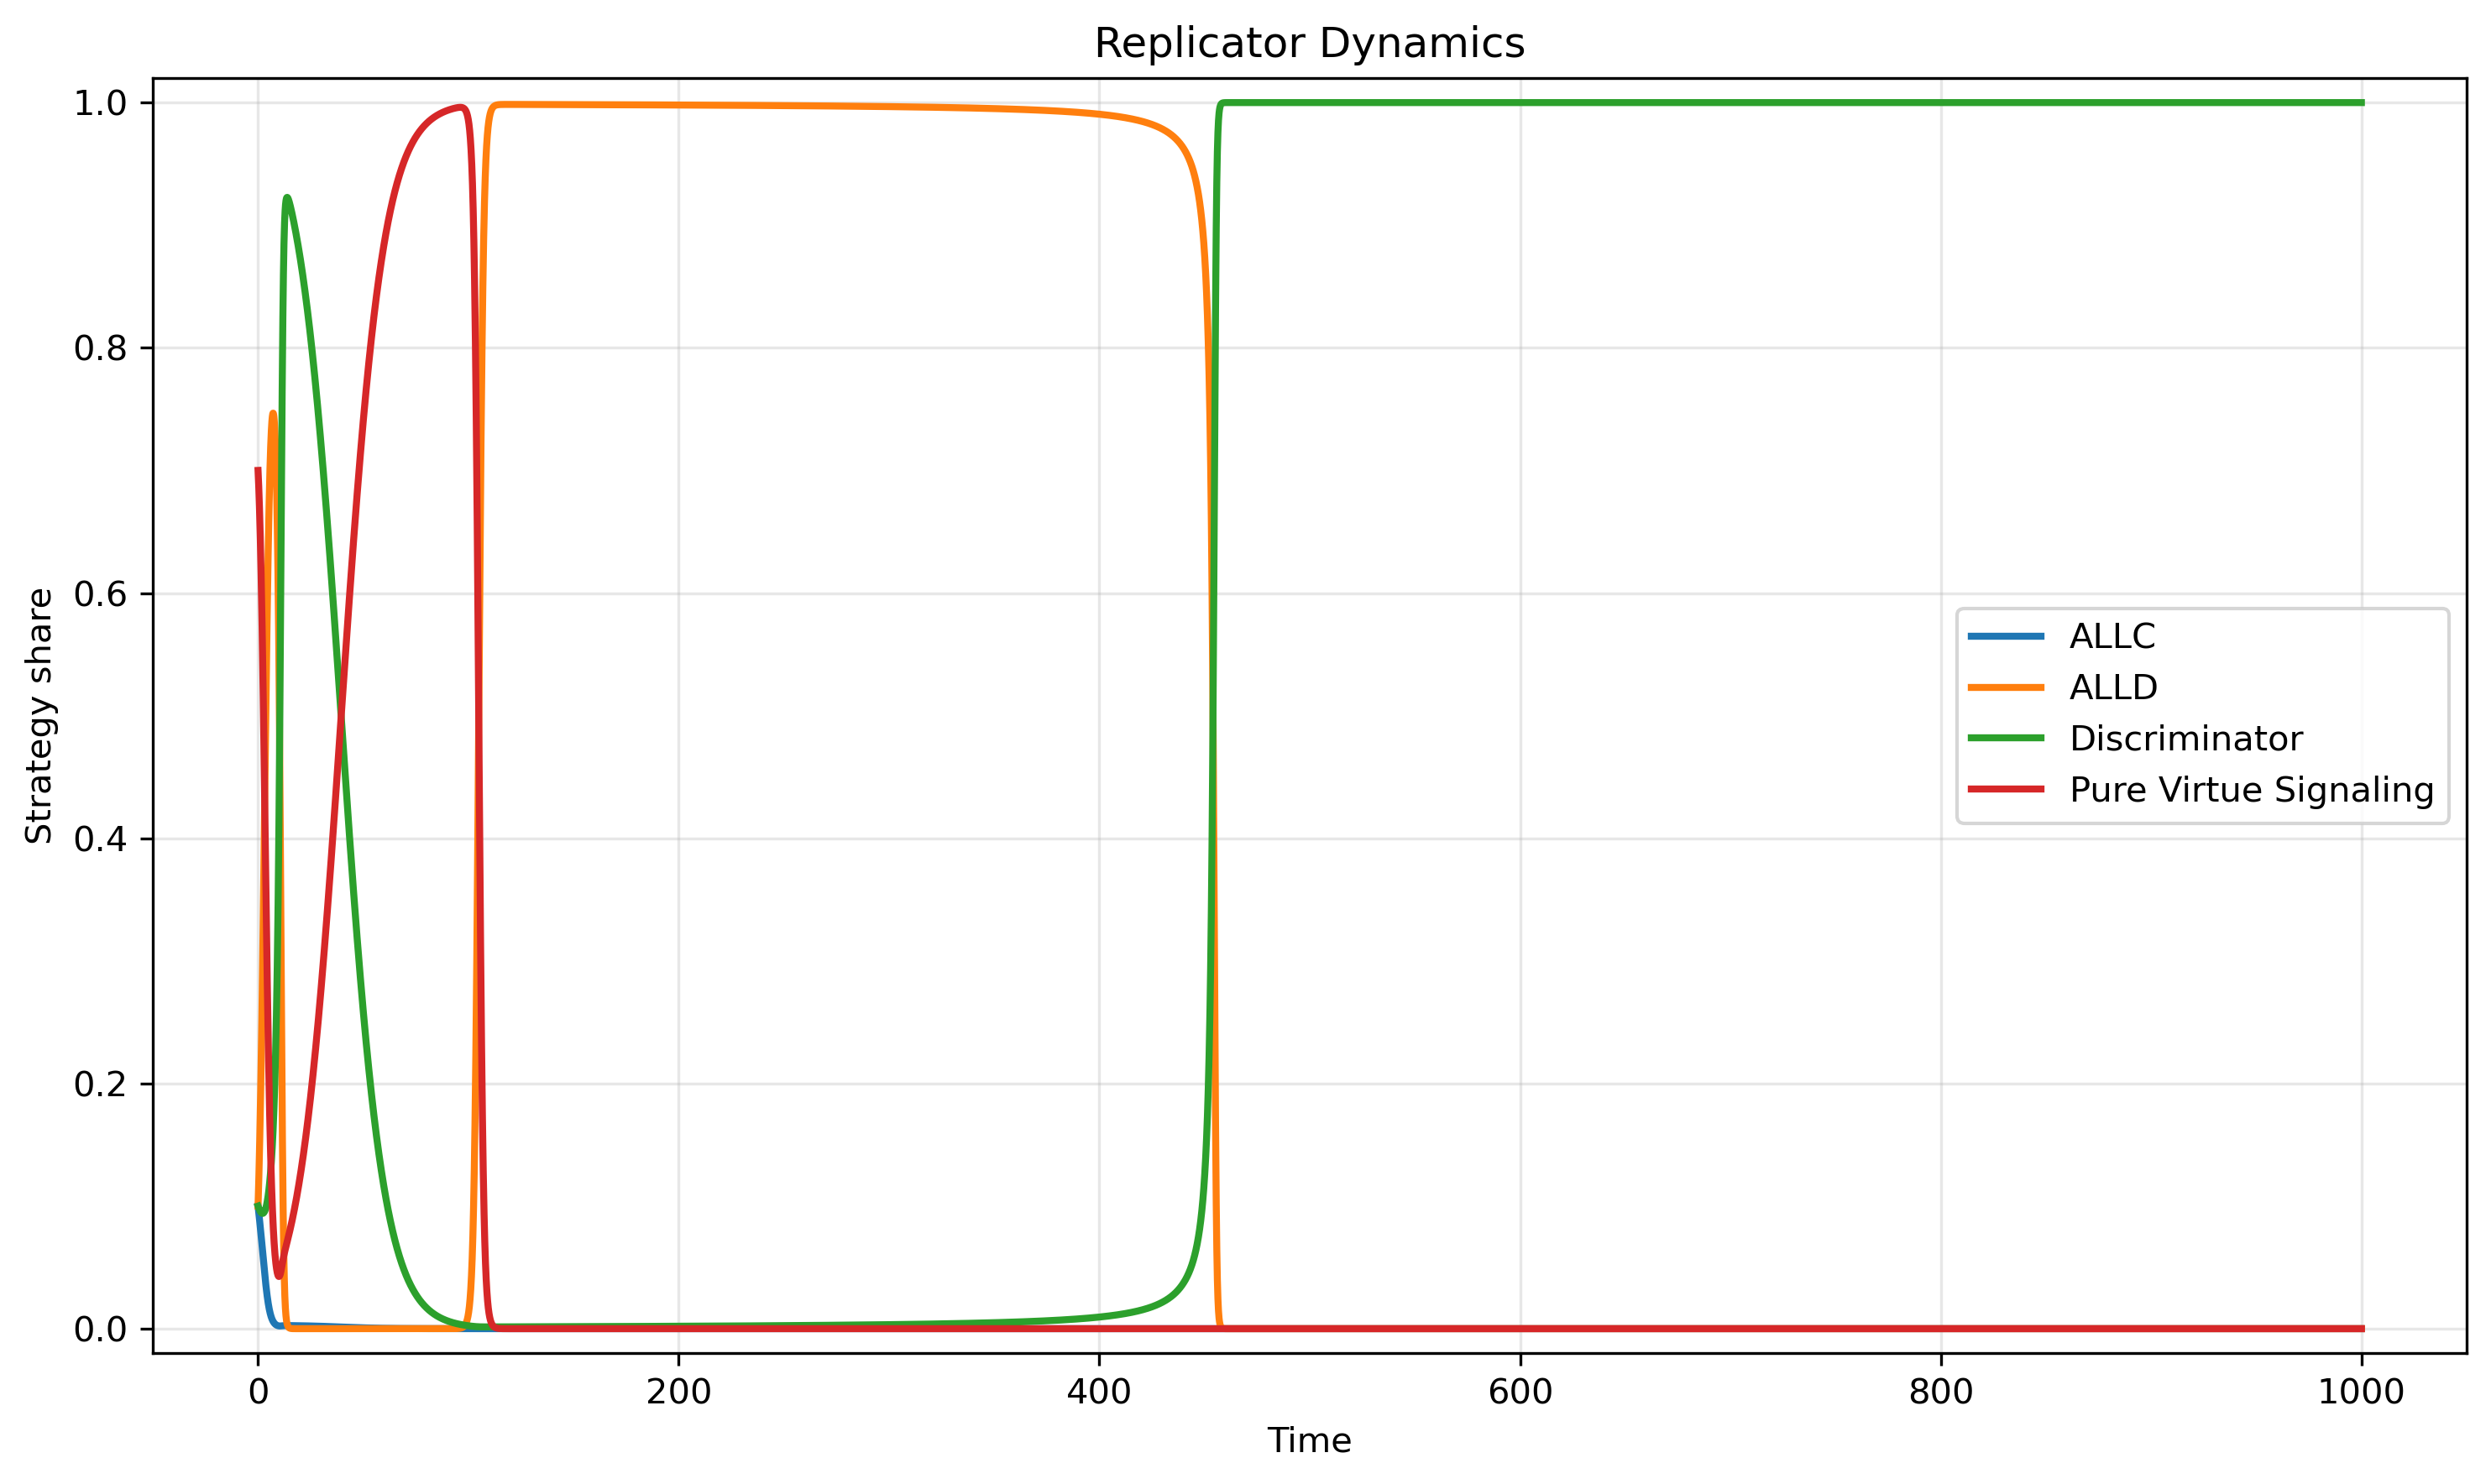 Replicator Dynamics
1.0
0.8
0.6
0.4
0.2
0.0
Strategy share
ALLC
ALLD
Discriminator
Pure Virtue Signaling
0 200 400 600 800 1000
Time